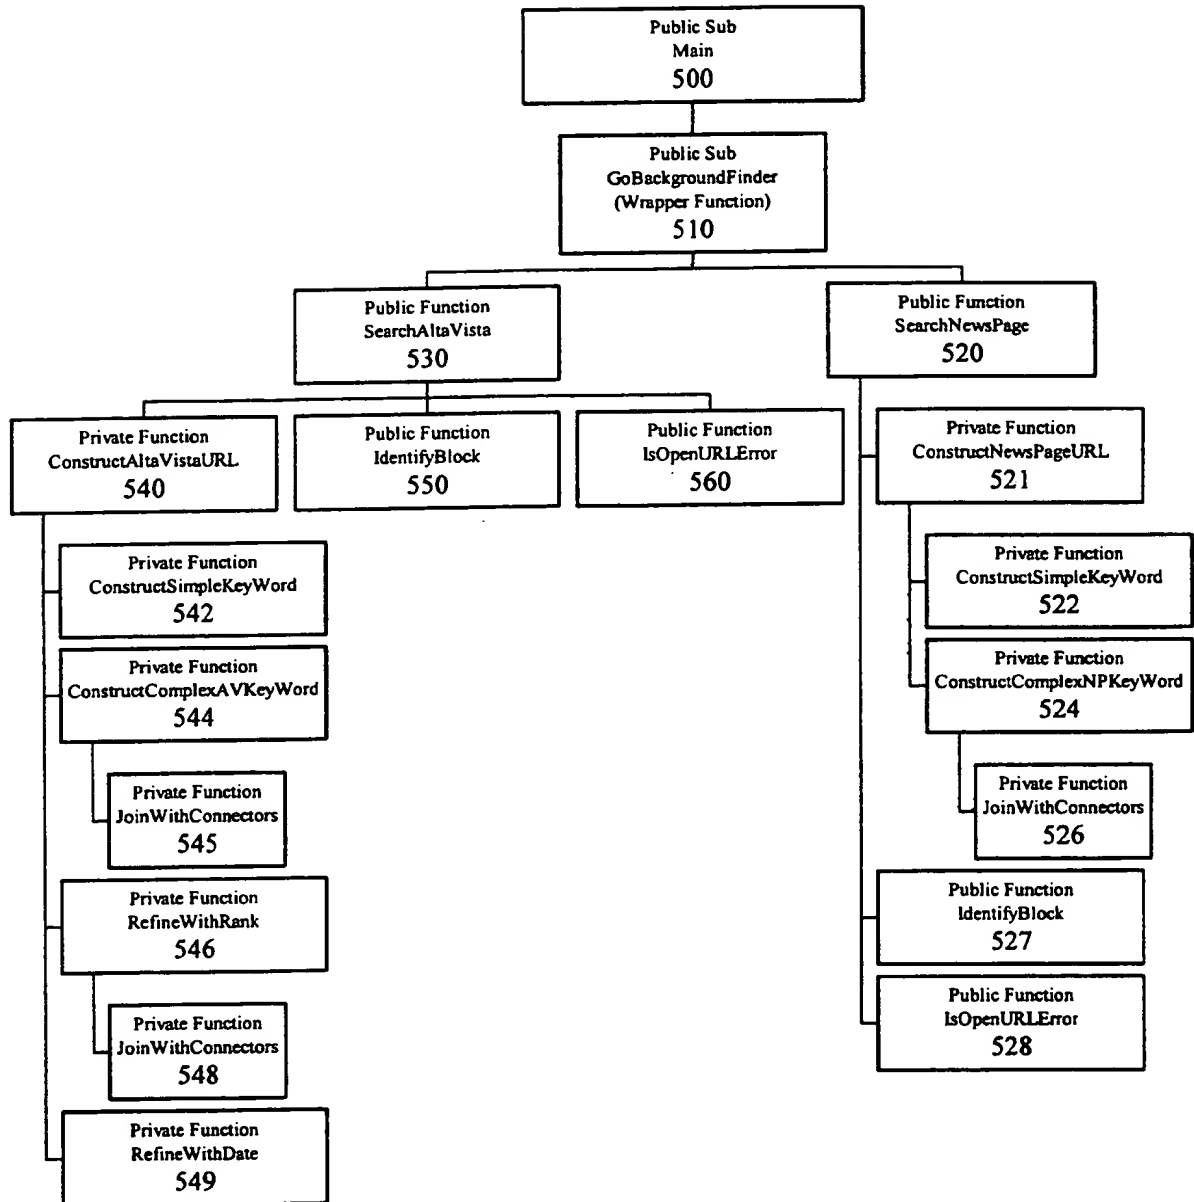 Public Sub
Main
500
Public Sub
GoBackgroundFinder
(Wrapper Function)
510
Public Function
SearchAltaVista
530
Public Function
SearchNewsPage
520
Private Function
ConstructAltaVistaURL
540
Public Function
IdentifyBlock
550
Public Function
IsOpenURLError
560
Private Function
ConstructNewsPageURL
521
Private Function
ConstructSimpleKeyWord
542
Private Function
ConstructSimpleKeyWord
522
Private Function
ConstructComplexAVKeyWord
544
Private Function
ConstructComplexNPKeyWord
524
Private Function
JoinWithConnectors
545
Private Function
JoinWithConnectors
526
Private Function
RefineWithRank
546
Public Function
IdentifyBlock
527
Private Function
JoinWithConnectors
548
Public Function
IsOpenURLError
528
Private Function
RefineWithDate
549